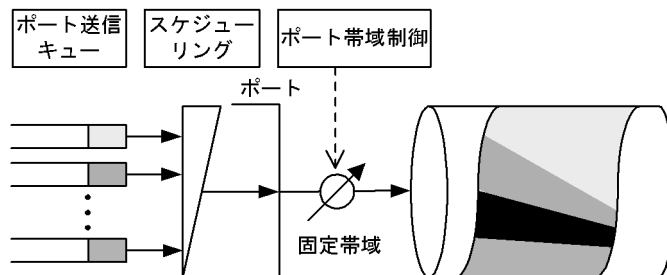 ポート送信
キュー
スケジュー
リング
ポート帯域制御
ポート
固定帯域